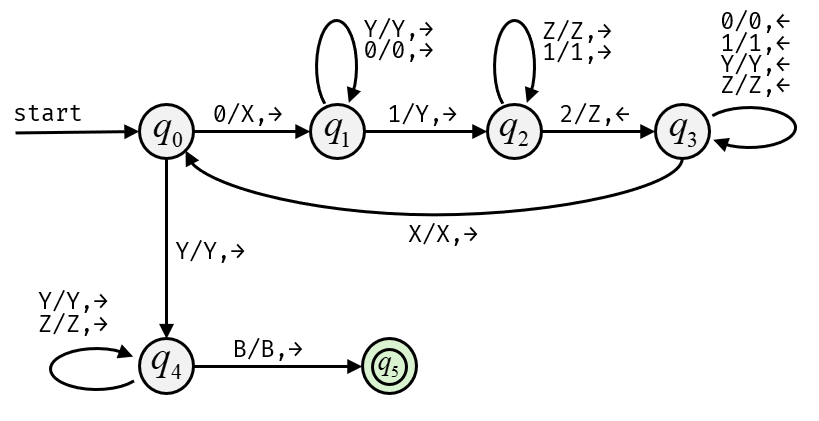 Y/Y,→
0/0,→
Z/Z,→
1/1,→
0/0,←
1/1,←
Y/Y,←
Z/Z,←
start
q0
0/X,→
q1
1/Y,→
q2
2/Z,←
q3
X/X,→
Y/Y,→
Y/Y,→
Z/Z,→
q4
B/B,→
q5